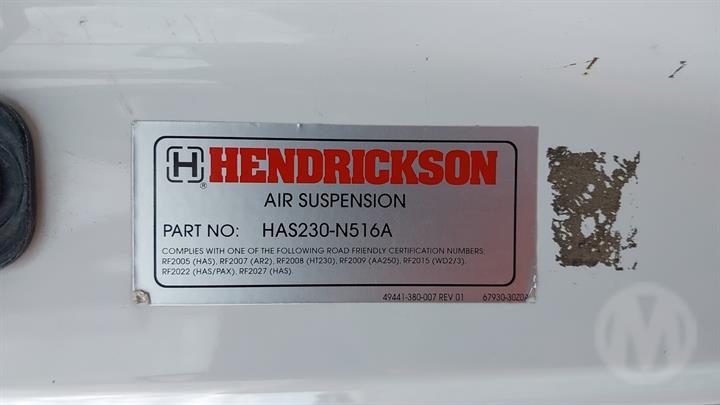 H HENDRICKSON
®
AIR SUSPENSION
PART NO: HAS230-N516A
COMPLIES WITH ONE OF THE FOLLOWING ROAD FRIENDLY CERTIFICATION NUMBERS:
RF2005 (HAS), RF2007 (AR2), RF2008 (HT230), RF2009 (AA250), RF2015 (WD2/3),
RF2022 (HAS/PAX), RF2027 (HAS).
49441-380-007 REV 01 67930-30Z0A
M